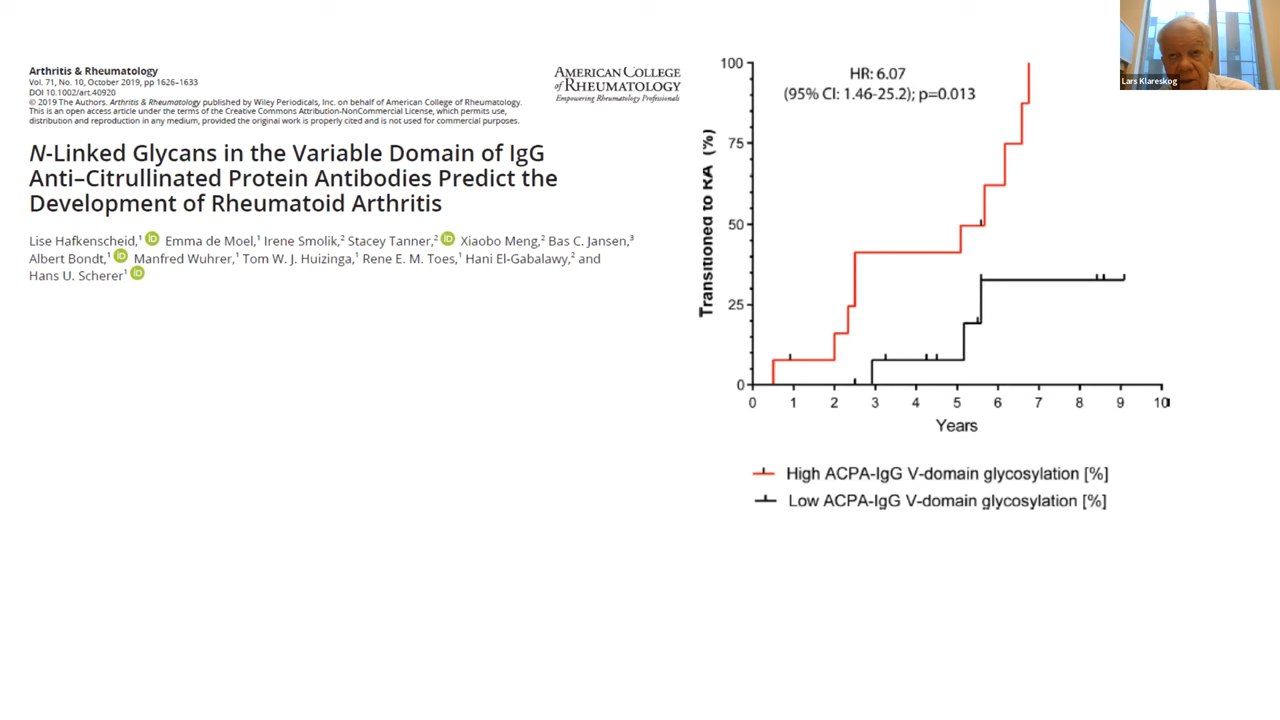 Arthritis & Rheumatology
Vol. 71, No. 10, October 2019, pp 1626–1633
DOI 10.1002/art.40920
© 2019 The Authors. Arthritis & Rheumatology published by Wiley Periodicals, Inc. on behalf of American College of Rheumatology.
This is an open access article under the terms of the Creative Commons Attribution-NonCommercial License, which permits use,
distribution and reproduction in any medium, provided the original work is properly cited and is not used for commercial purposes.
AMERICAN COLLEGE
of RHEUMATOLOGY
Empowering Rheumatology Professionals
N-Linked Glycans in the Variable Domain of IgG
Anti–Citrullinated Protein Antibodies Predict the
Development of Rheumatoid Arthritis
Lise Hafkenscheid,¹ iD Emma de Moel,¹ Irene Smolik,² Stacey Tanner,² iD Xiaobo Meng,² Bas C. Jansen,³
Albert Bondt,¹ iD Manfred Wuhrer,¹ Tom W. J. Huizinga,¹ Rene E. M. Toes,¹ Hani El-Gabalawy,² and
Hans U. Scherer¹ iD
Lars Klareskog
HR: 6.07
(95% CI: 1.46-25.2); p=0.013
Transitioned to RA (%)
100
75
50
25
0
0 1 2 3 4 5 6 7 8 9 10
Years
High ACPA-IgG V-domain glycosylation [%]
Low ACPA-IgG V-domain glycosylation [%]